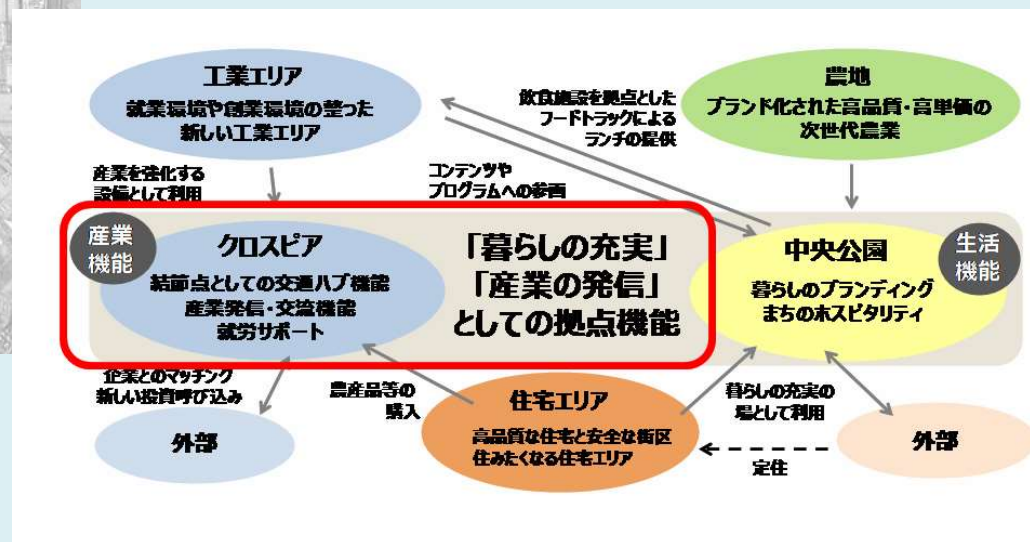 工業エリア
就業環境や創業環境の整った
新しい工業エリア
飲食施設を拠点とした
フードトラックによる
ランチの提供
農地
ブランド化された高品質・高単価の
次世代農業
産業を強化する
設備として利用
コンテンツや
プログラムへの参画
産業
機能
クロスピア
結節点としての交通ハブ機能
産業発信・交流機能
就労サポート
「暮らしの充実」
「産業の発信」
としての拠点機能
中央公園
暮らしのブランディング
まちのホスピタリティ
生活
機能
企業とのマッチング
新しい投資呼び込み
農産品等の
購入
住宅エリア
高品質な住宅と安全な街区
住みたくなる住宅エリア
暮らしの充実の
場として利用
外部
定住
外部